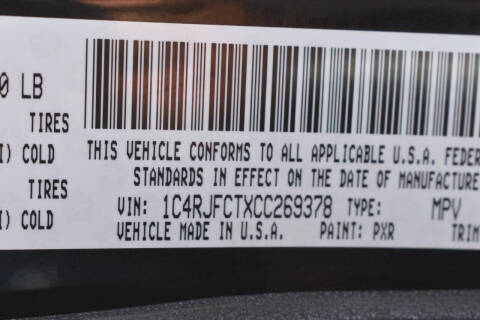 0 LB
TIRES
) COLD
THIS VEHICLE CONFORMS TO ALL APPLICABLE U.S.A. FEDER
TIRES
STANDARDS IN EFFECT ON THE DATE OF MANUFACTURE
) COLD
VIN: 1C4RJFCTXCC269378 TYPE: MPV
VEHICLE MADE IN U.S.A. PAINT: PXR TRIM